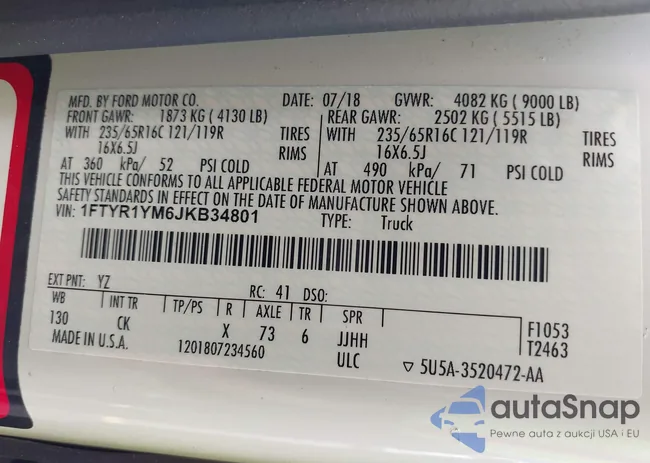 MFD. BY FORD MOTOR CO. DATE: 07/18 GVWR: 4082 KG ( 9000 LB)
FRONT GAWR: 1873 KG ( 4130 LB) REAR GAWR: 2502 KG ( 5515 LB)
WITH 235/65R16C 121/119R TIRES WITH 235/65R16C 121/119R TIRES
16X6.5J RIMS 16X6.5J RIMS
AT 360 kPa/ 52 PSI COLD AT 490 kPa/ 71 PSI COLD
THIS VEHICLE CONFORMS TO ALL APPLICABLE FEDERAL MOTOR VEHICLE
SAFETY STANDARDS IN EFFECT ON THE DATE OF MANUFACTURE SHOWN ABOVE.
VIN: 1FTYR1YM6JKB34801 TYPE: Truck
EXT PNT: YZ RC: 41 DSO:
WB INT TR TP/PS R AXLE TR SPR
130 CK X 73 6 JJHH F1053
MADE IN U.S.A. 1201807234560 ULC T2463
▽ 5U5A-3520472-AA
autaSnap
Pewne auta z aukcji USA i EU